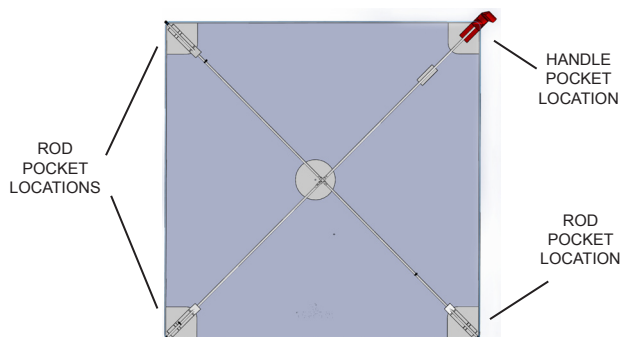 HANDLE
POCKET
LOCATION
ROD
POCKET
LOCATIONS
ROD
POCKET
LOCATION